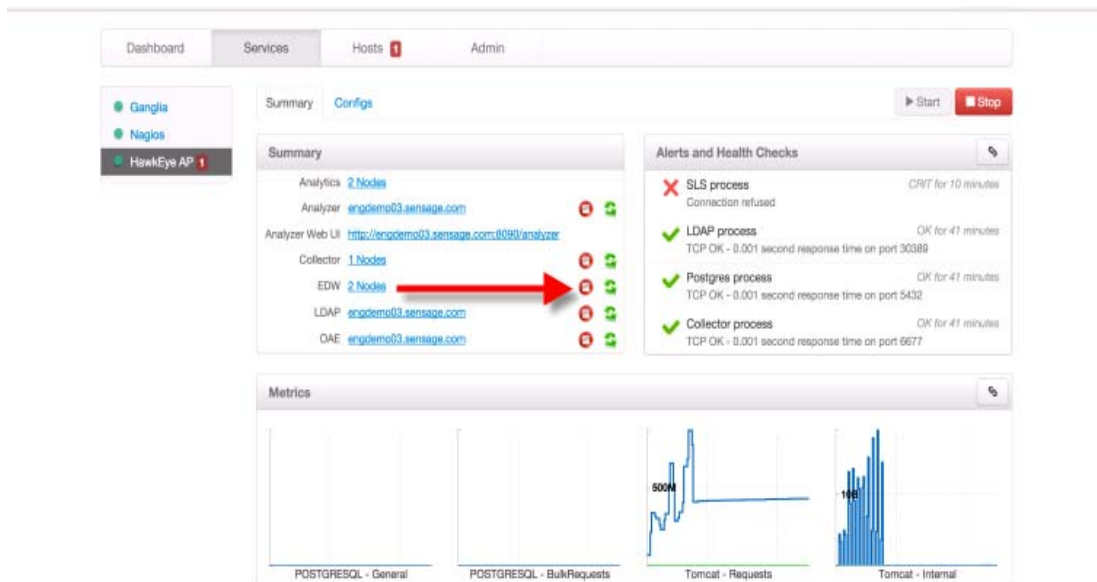 Dashboard Services Hosts 1 Admin
Ganglia
Nagios
HawkEye AP 1
Summary Configs Start Stop
Summary
Analytics 2 Nodes
Analyzer engdemo03.sensage.com
Analyzer Web UI http://engdemo03.sensage.com:8090/analyzer
Collector 1 Nodes
EDW 2 Nodes
LDAP engdemo03.sensage.com
OAE engdemo03.sensage.com
Alerts and Health Checks
SLS process CRIT for 10 minutes
Connection refused
LDAP process OK for 41 minutes
TCP OK - 0.001 second response time on port 30389
Postgres process OK for 41 minutes
TCP OK - 0.001 second response time on port 5432
Collector process OK for 41 minutes
TCP OK - 0.001 second response time on port 6677
Metrics
500M 10B
POSTGRESQL - General POSTGRESQL - BulkRequests Tomcat - Requests Tomcat - Internal